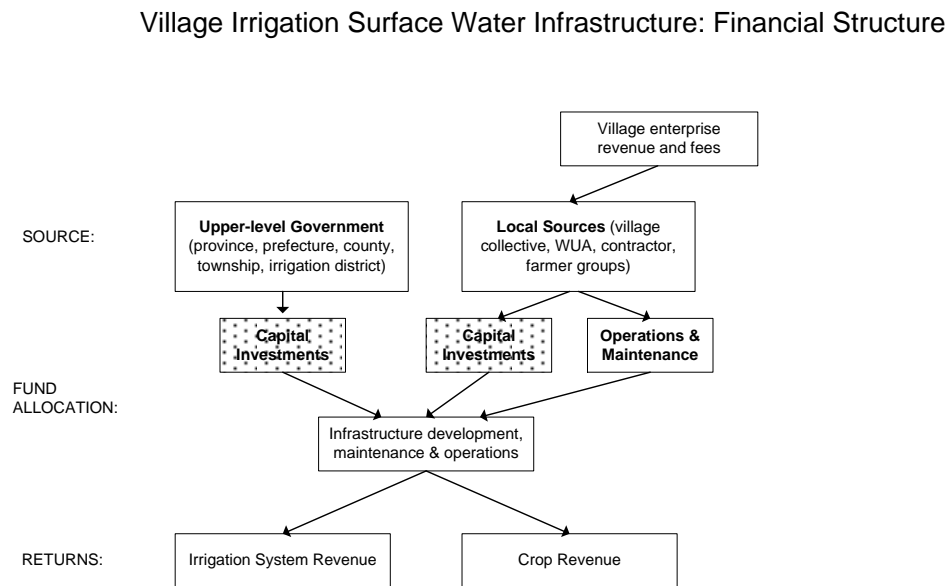 Village Irrigation Surface Water Infrastructure: Financial Structure
Village enterprise
revenue and fees
SOURCE:
Upper-level Government
(province, prefecture, county,
township, irrigation district)
Local Sources (village
collective, WUA, contractor,
farmer groups)
Capital
Investments
Capital
Investments
Operations &
Maintenance
FUND
ALLOCATION:
Infrastructure development,
maintenance & operations
RETURNS:
Irrigation System Revenue
Crop Revenue